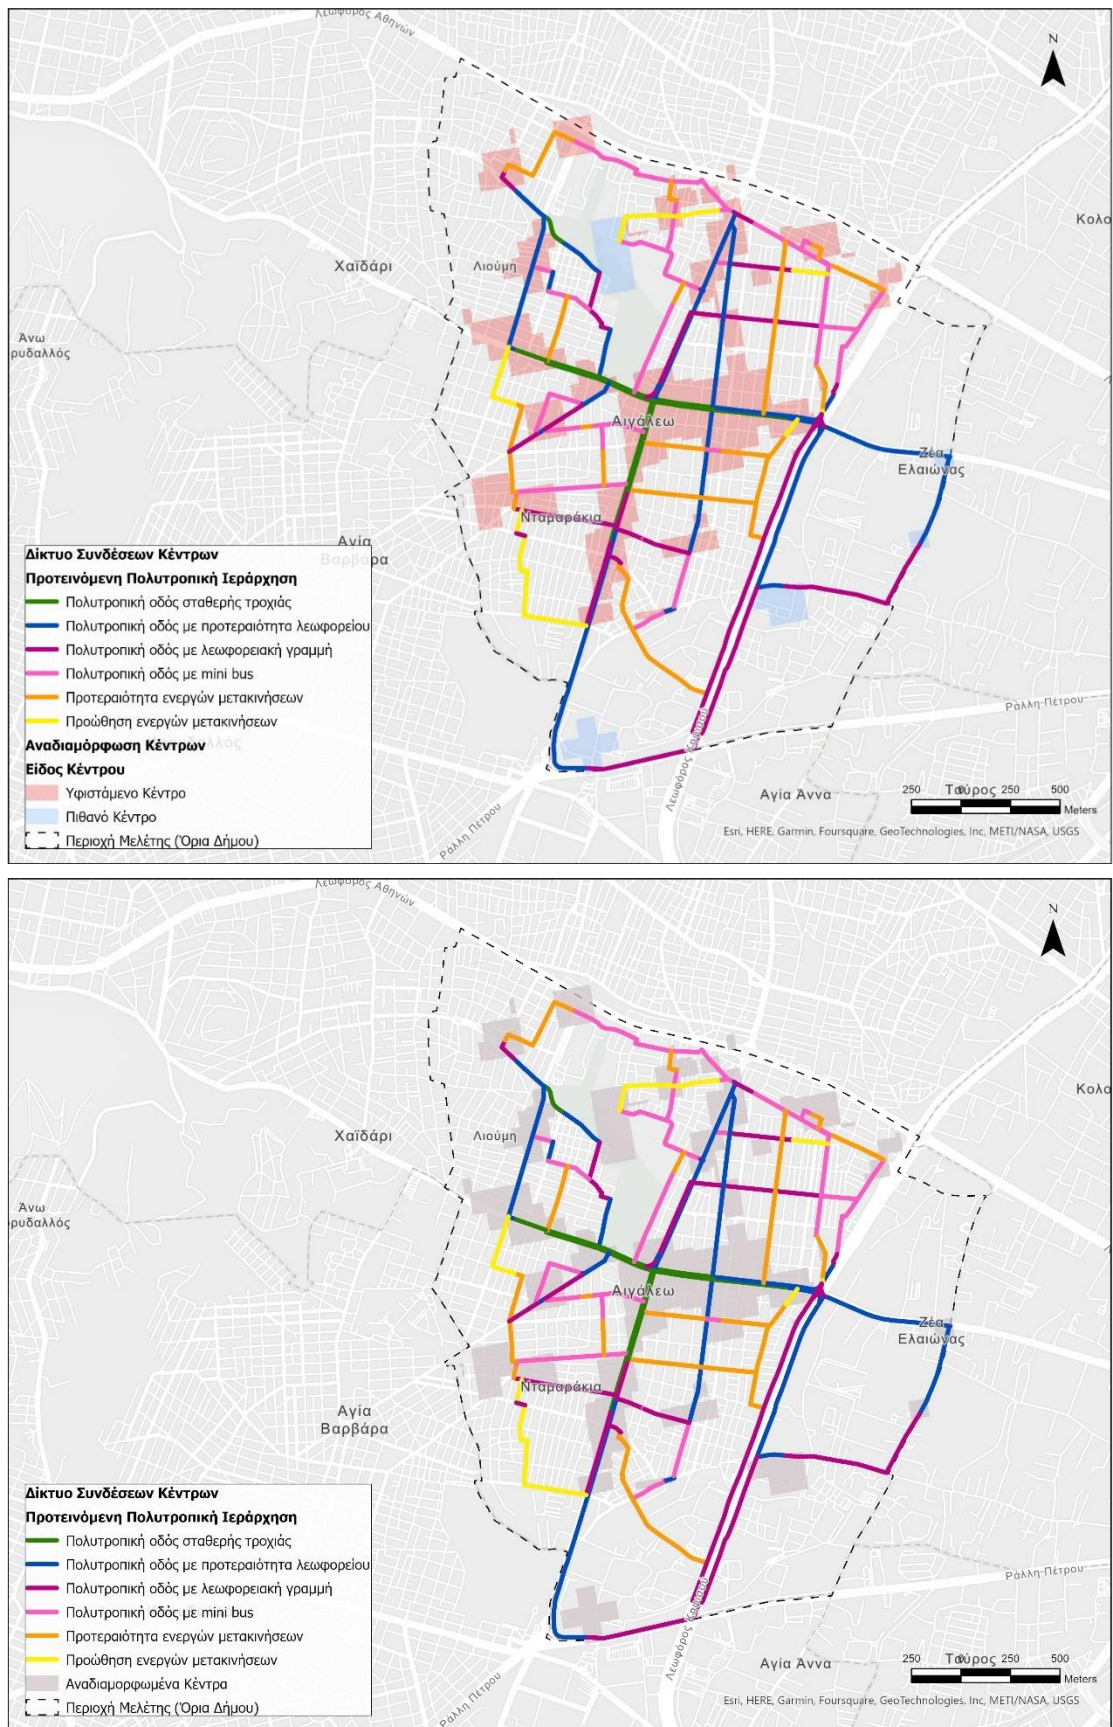 Λεωφόρος Αθηνών
N
Κολο
Χαϊδάρι
Λιούμη
Άνω
ρυδαλλός
Αιγάλεω
Ζέα
Ελαιώνας
Νταμαράκια
Αγία
Βαρβάρα
Δίκτυο Συνδέσεων Κέντρων
Προτεινόμενη Πολυτροπική Ιεράρχηση
Πολυτροπική οδός σταθερής τροχιάς
Πολυτροπική οδός με προτεραιότητα λεωφορείου
Πολυτροπική οδός με λεωφορειακή γραμμή
Πολυτροπική οδός με mini bus
Προτεραιότητα ενεργών μετακινήσεων
Προώθηση ενεργών μετακινήσεων
Αναδιαμόρφωση Κέντρων
Είδος Κέντρου
Υφιστάμενο Κέντρο
Πιθανό Κέντρο
Περιοχή Μελέτης (Όρια Δήμου)
Ράλλη Πέτρου
Λεωφόρος Κηφισού
Ράλλη Πέτρου
Αγία Άννα
Ταύρος
250 0 250 500
Meters
Esri, HERE, Garmin, Foursquare, GeoTechnologies, Inc, METI/NASA, USGS
Λεωφόρος Αθηνών
N
Κολο
Χαϊδάρι
Λιούμη
Άνω
ρυδαλλός
Αιγάλεω
Ζέα
Ελαιώνας
Νταμαράκια
Αγία
Βαρβάρα
Δίκτυο Συνδέσεων Κέντρων
Προτεινόμενη Πολυτροπική Ιεράρχηση
Πολυτροπική οδός σταθερής τροχιάς
Πολυτροπική οδός με προτεραιότητα λεωφορείου
Πολυτροπική οδός με λεωφορειακή γραμμή
Πολυτροπική οδός με mini bus
Προτεραιότητα ενεργών μετακινήσεων
Προώθηση ενεργών μετακινήσεων
Αναδιαμορφωμένα Κέντρα
Περιοχή Μελέτης (Όρια Δήμου)
Ράλλη Πέτρου
Λεωφόρος Κηφισού
Ράλλη Πέτρου
Αγία Άννα
Ταύρος
250 0 250 500
Meters
Esri, HERE, Garmin, Foursquare, GeoTechnologies, Inc, METI/NASA, USGS